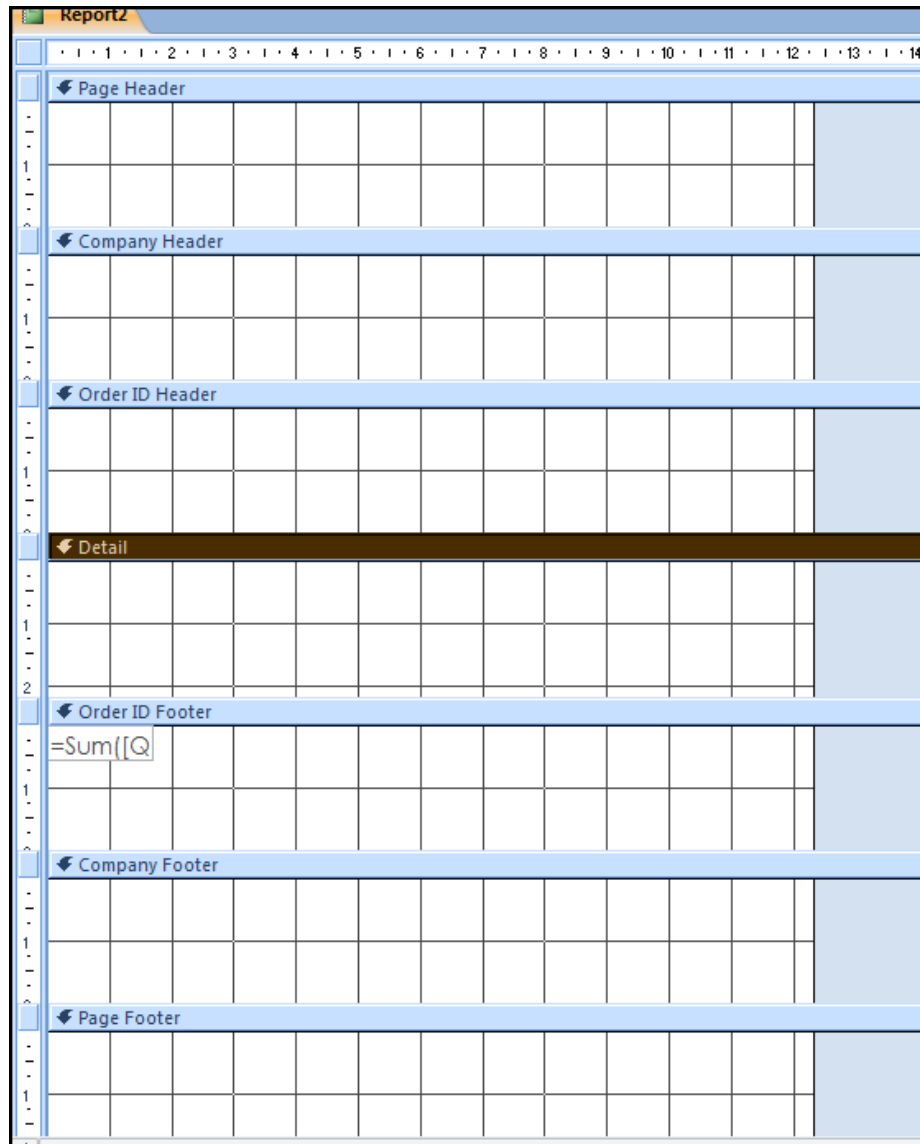 Report2
1 2 3 4 5 6 7 8 9 10 11 12 13 14
Page Header
1
Company Header
1
Order ID Header
1
Detail
1
2
Order ID Footer
=Sum([Q
1
Company Footer
1
Page Footer
1